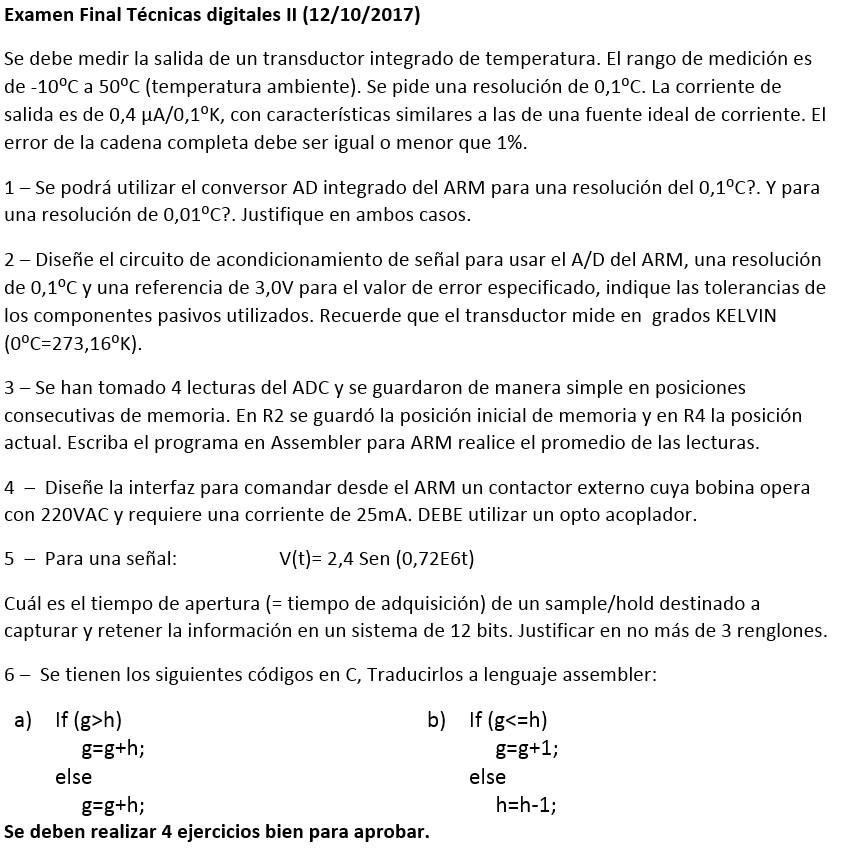 Examen Final Técnicas digitales II (12/10/2017)
Se debe medir la salida de un transductor integrado de temperatura. El rango de medición es
de -10ºC a 50ºC (temperatura ambiente). Se pide una resolución de 0,1ºC. La corriente de
salida es de 0,4 μA/0,1ºK, con características similares a las de una fuente ideal de corriente. El
error de la cadena completa debe ser igual o menor que 1%.
1 – Se podrá utilizar el conversor AD integrado del ARM para una resolución del 0,1ºC?. Y para
una resolución de 0,01ºC?. Justifique en ambos casos.
2 – Diseñe el circuito de acondicionamiento de señal para usar el A/D del ARM, una resolución
de 0,1ºC y una referencia de 3,0V para el valor de error especificado, indique las tolerancias de
los componentes pasivos utilizados. Recuerde que el transductor mide en  grados KELVIN
(0ºC=273,16ºK).
3 – Se han tomado 4 lecturas del ADC y se guardaron de manera simple en posiciones
consecutivas de memoria. En R2 se guardó la posición inicial de memoria y en R4 la posición
actual. Escriba el programa en Assembler para ARM realice el promedio de las lecturas.
4  –  Diseñe la interfaz para comandar desde el ARM un contactor externo cuya bobina opera
con 220VAC y requiere una corriente de 25mA. DEBE utilizar un opto acoplador.
5  –  Para una señal: V(t)= 2,4 Sen (0,72E6t)
Cuál es el tiempo de apertura (= tiempo de adquisición) de un sample/hold destinado a
capturar y retener la información en un sistema de 12 bits. Justificar en no más de 3 renglones.
6 –  Se tienen los siguientes códigos en C, Traducirlos a lenguaje assembler:
a) If (g>h)
g=g+h;
else
g=g+h;
b) If (g<=h)
g=g+1;
else
h=h-1;
Se deben realizar 4 ejercicios bien para aprobar.